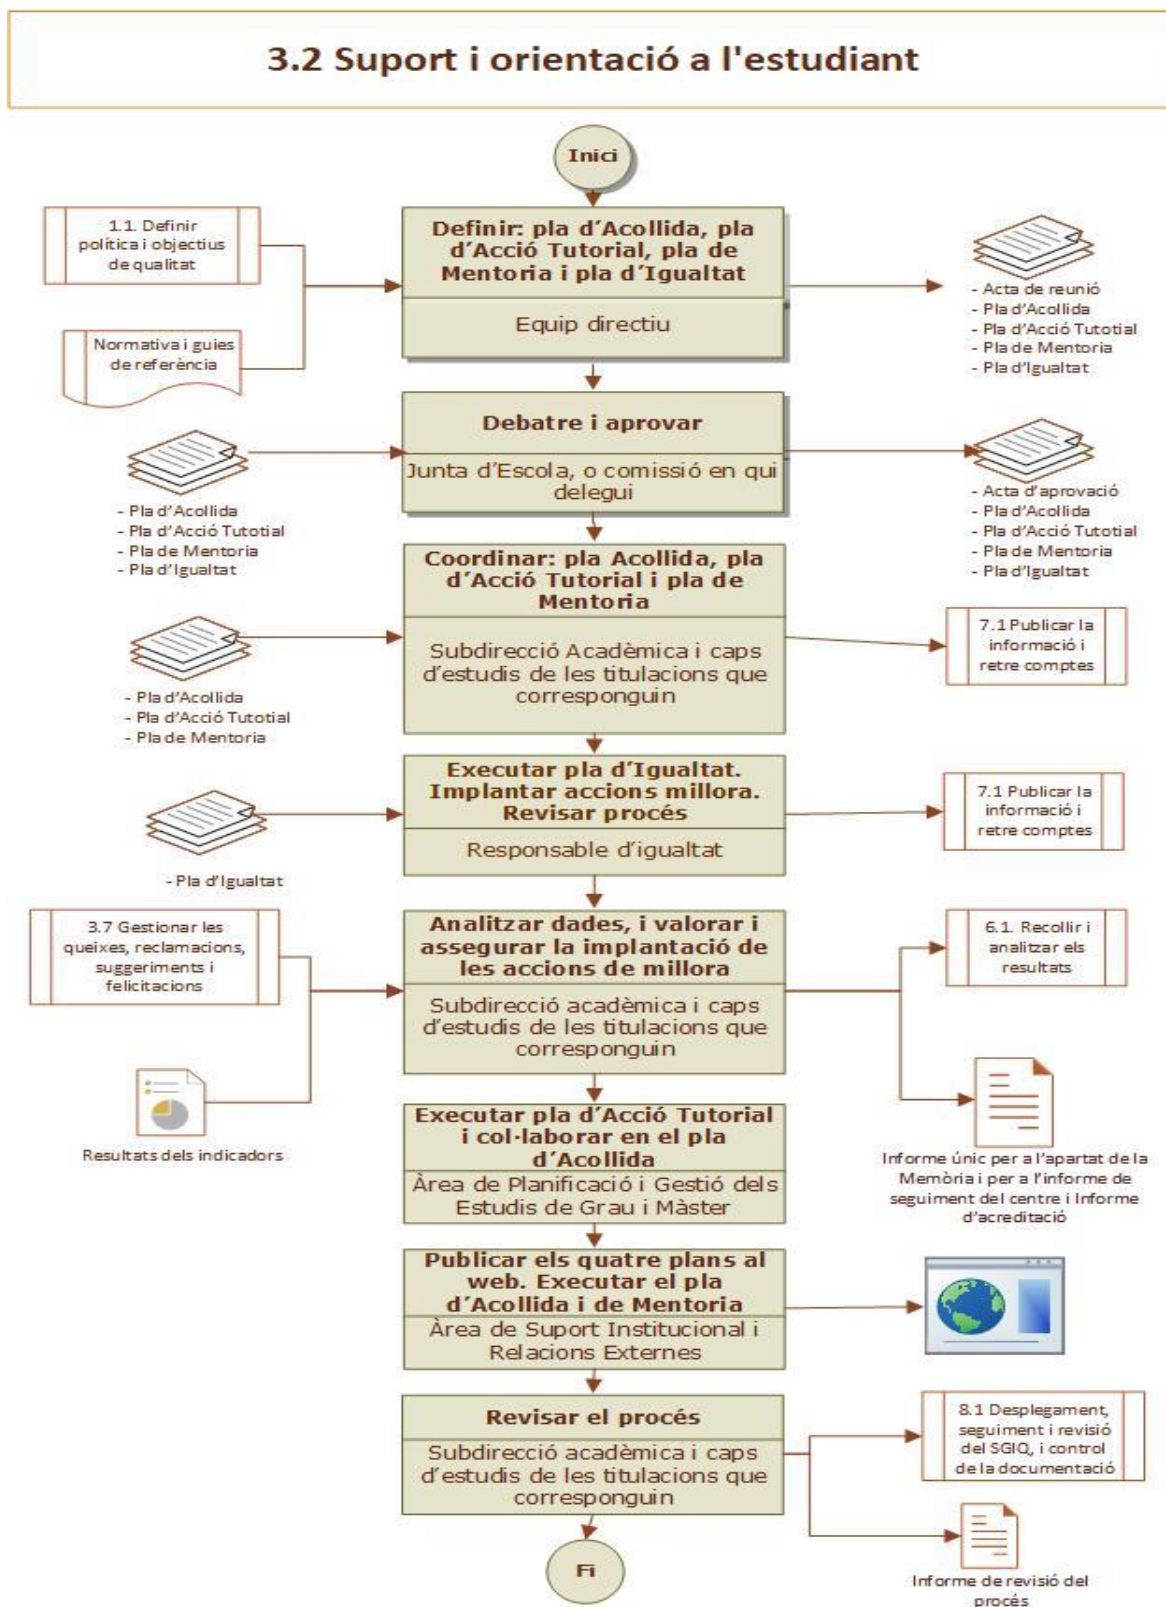 3.2 Suport i orientació a l'estudiant
Inici
1.1. Definir
política i objectius
de qualitat
Normativa i guies
de referència
Definir: pla d´Acollida, pla
d´Acció Tutorial, pla de
Mentoria i pla d´Igualtat
Equip directiu
- Acta de reunió
- Pla d'Acollida
- Pla d'Acció Tutotial
- Pla de Mentoria
- Pla d'Igualtat
- Pla d'Acollida
- Pla d'Acció Tutotial
- Pla de Mentoria
- Pla d'Igualtat
Debatre i aprovar
Junta d´Escola, o comissió en qui
delegui
- Acta d'aprovació
- Pla d'Acollida
- Pla d'Acció Tutotial
- Pla de Mentoria
- Pla d'Igualtat
- Pla d'Acollida
- Pla d'Acció Tutotial
- Pla de Mentoria
Coordinar: pla Acollida, pla
d´Acció Tutorial i pla de
Mentoria
Subdirecció Acadèmica i caps
d´estudis de les titulacions que
corresponguin
7.1 Publicar la
informació i
retre comptes
- Pla d'Igualtat
Executar pla d´Igualtat.
Implantar accions millora.
Revisar procés
Responsable d´igualtat
7.1 Publicar la
informació i
retre comptes
3.7 Gestionar les
queixes, reclamacions,
suggeriments i
felicitacions
Resultats dels indicadors
Analitzar dades, i valorar i
assegurar la implantació de
les accions de millora
Subdirecció acadèmica i caps
d´estudis de les titulacions que
corresponguin
6.1. Recollir i
analitzar els
resultats
Informe únic per a l'apartat de la
Memòria i per a l'informe de
seguiment del centre i Informe
d'acreditació
Executar pla d´Acció Tutorial
i col·laborar en el pla
d´Acollida
Àrea de Planificació i Gestió dels
Estudis de Grau i Màster
Publicar els quatre plans al
web. Executar el pla
d´Acollida i de Mentoria
Àrea de Suport Institucional i
Relacions Externes
Revisar el procés
Subdirecció acadèmica i caps
d´estudis de les titulacions que
corresponguin
8.1 Desplegament,
seguiment i revisió
del SGIQ, i control
de la documentació
Informe de revisió del
procés
Fi